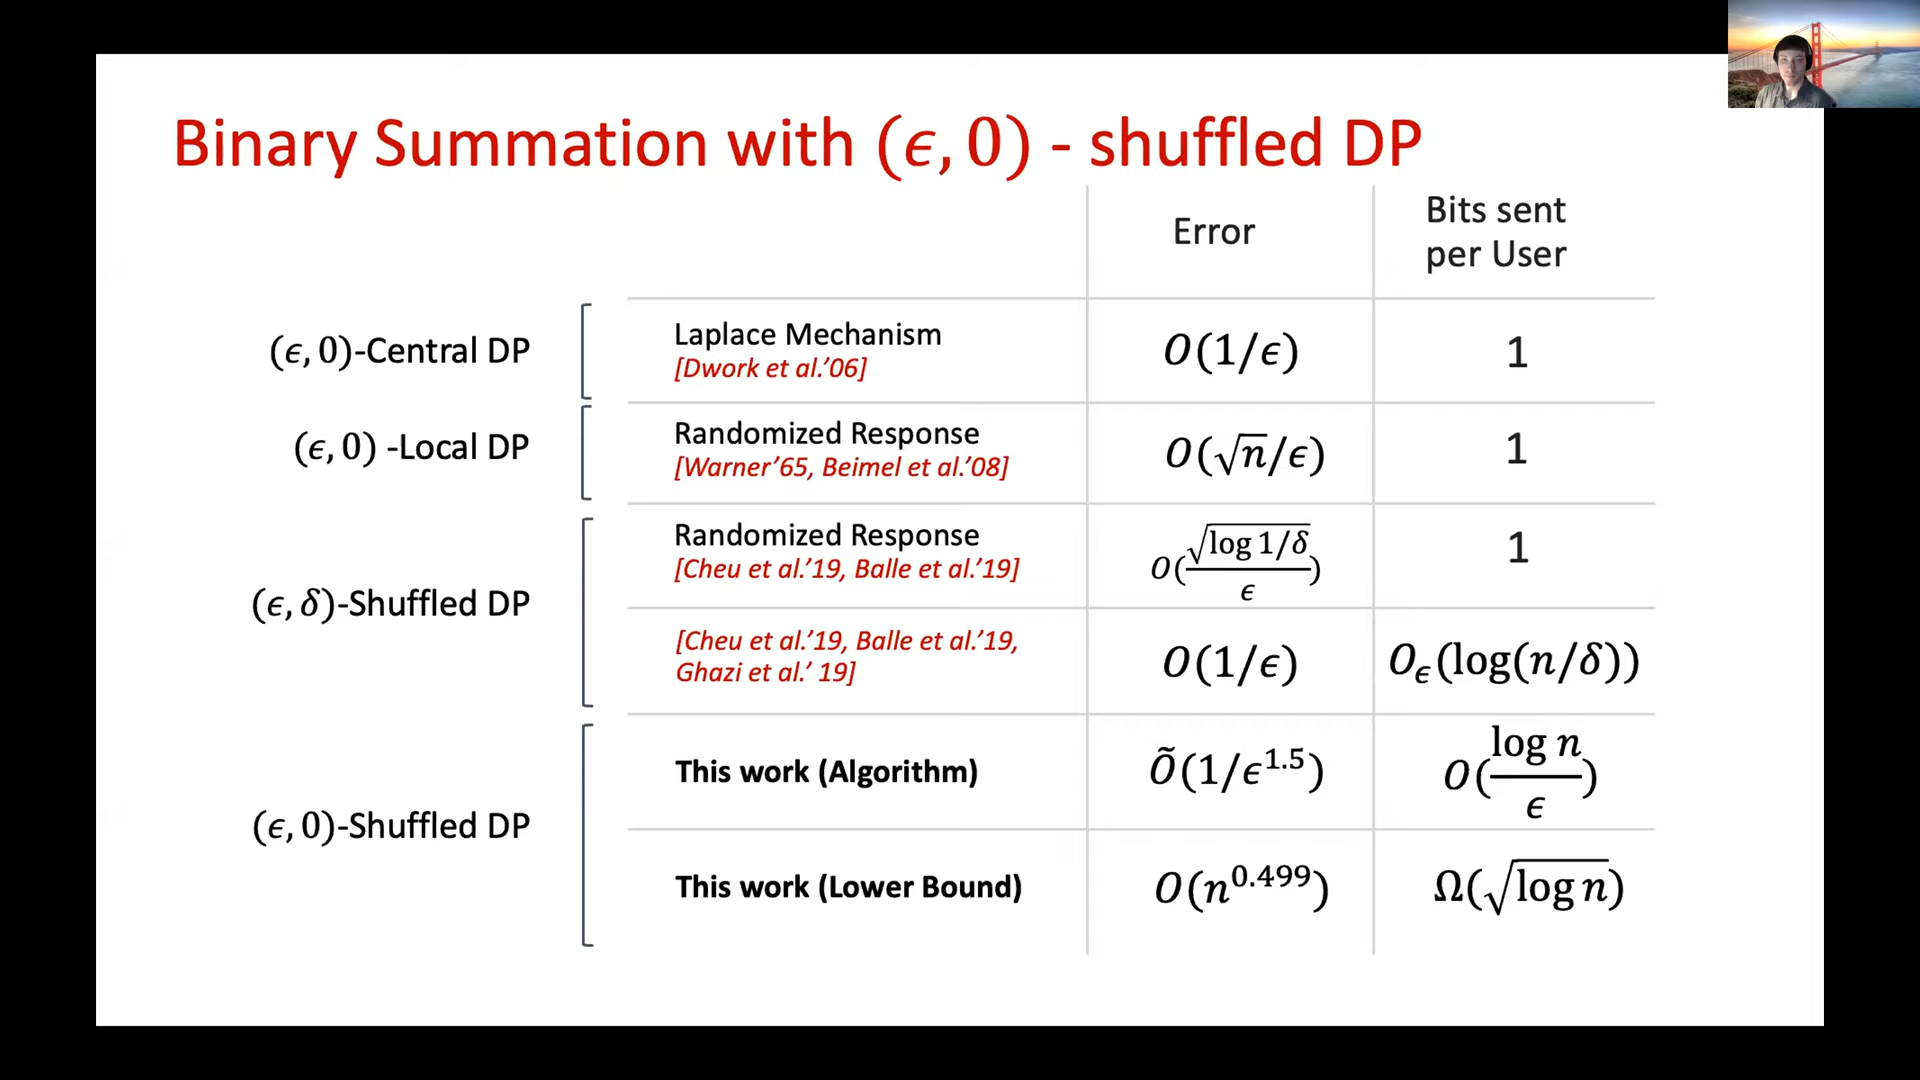 Binary Summation with (ϵ, 0) - shuffled DP
Error
Bits sent
per User
(ϵ, 0)-Central DP
Laplace Mechanism
[Dwork et al.’06]
O(1/ϵ)
1
(ϵ, 0) -Local DP
Randomized Response
[Warner’65, Beimel et al.’08]
O(√n/ϵ)
1
(ϵ, δ)-Shuffled DP
Randomized Response
[Cheu et al.’19, Balle et al.’19]
O(√(log 1/δ)/ϵ)
1
[Cheu et al.’19, Balle et al.’19,
Ghazi et al.’ 19]
O(1/ϵ)
Oϵ(log(n/δ))
(ϵ, 0)-Shuffled DP
This work (Algorithm)
Õ(1/ϵ^1.5)
O(log n/ϵ)
This work (Lower Bound)
O(n^0.499)
Ω(√(log n))